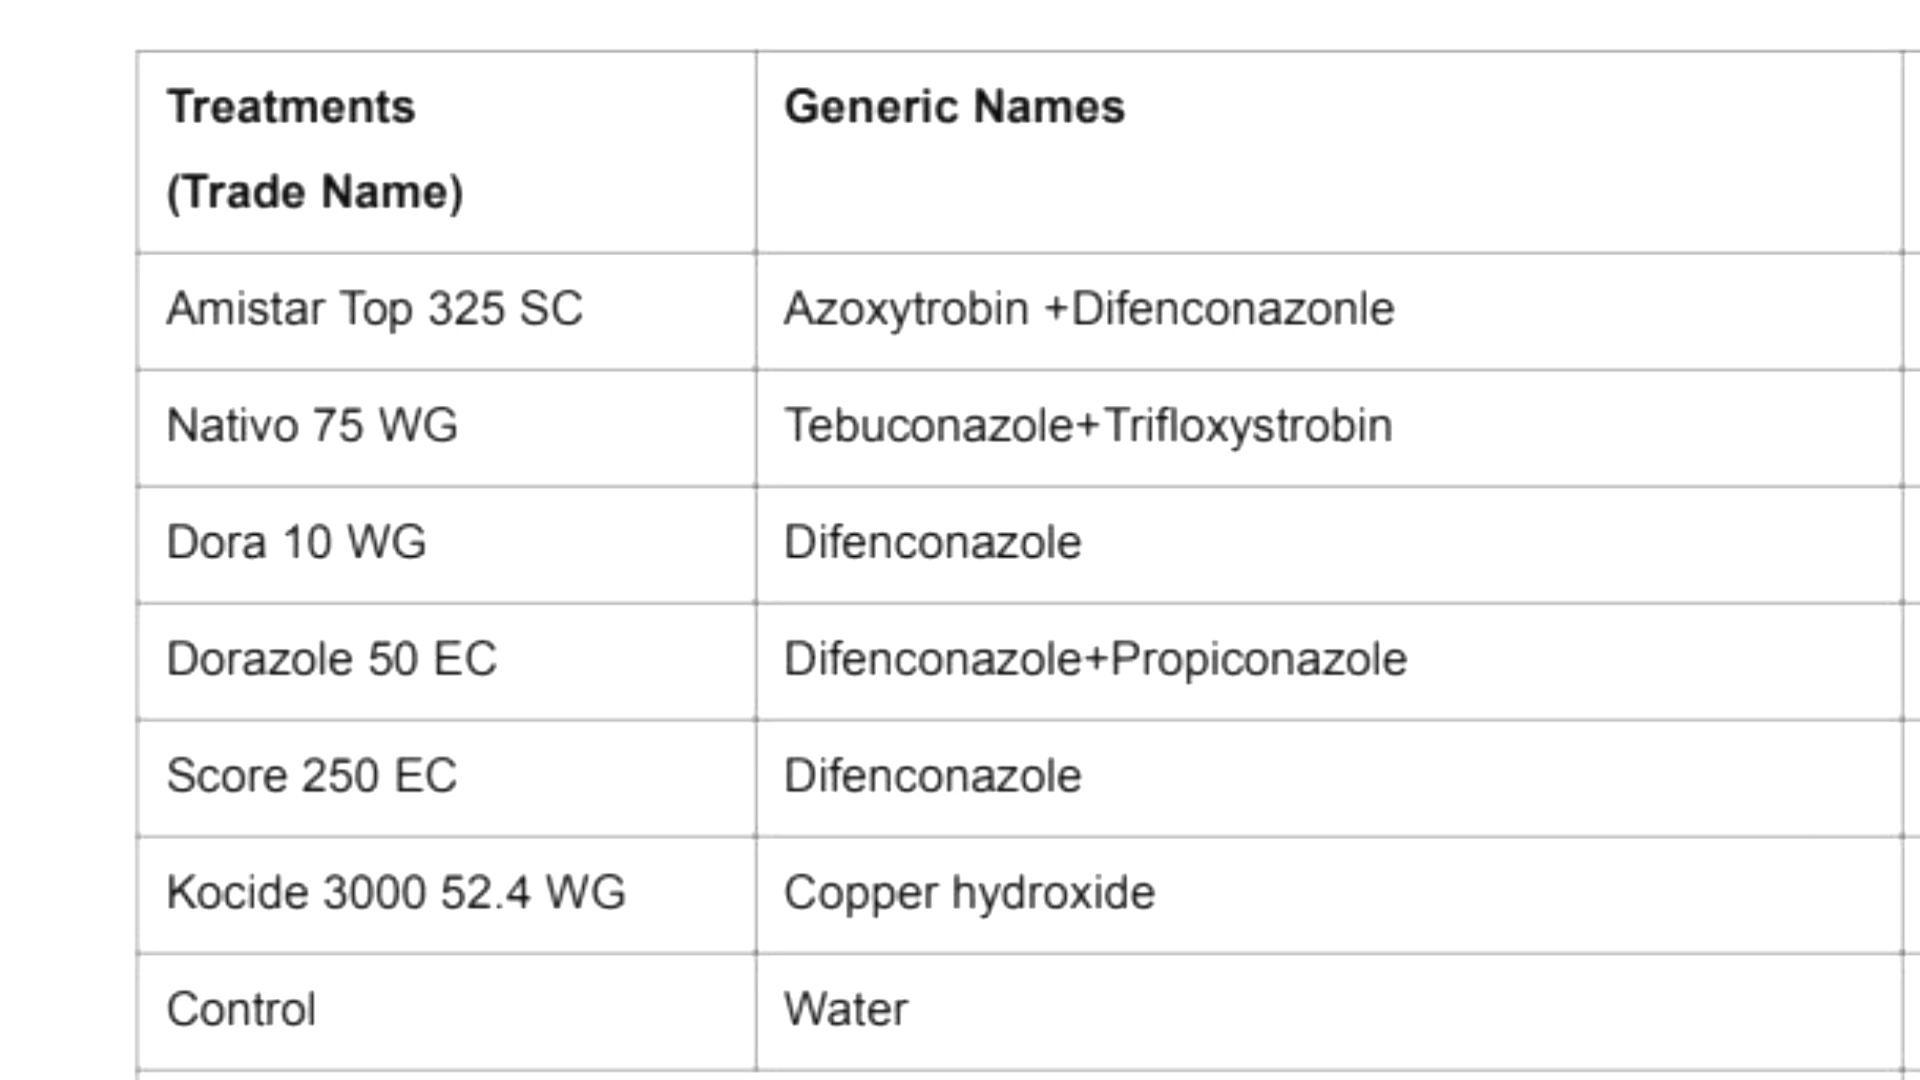 Treatments
(Trade Name)
Generic Names
Amistar Top 325 SC
Azoxytrobin +Difenconazonle
Nativo 75 WG
Tebuconazole+Trifloxystrobin
Dora 10 WG
Difenconazole
Dorazole 50 EC
Difenconazole+Propiconazole
Score 250 EC
Difenconazole
Kocide 3000 52.4 WG
Copper hydroxide
Control
Water